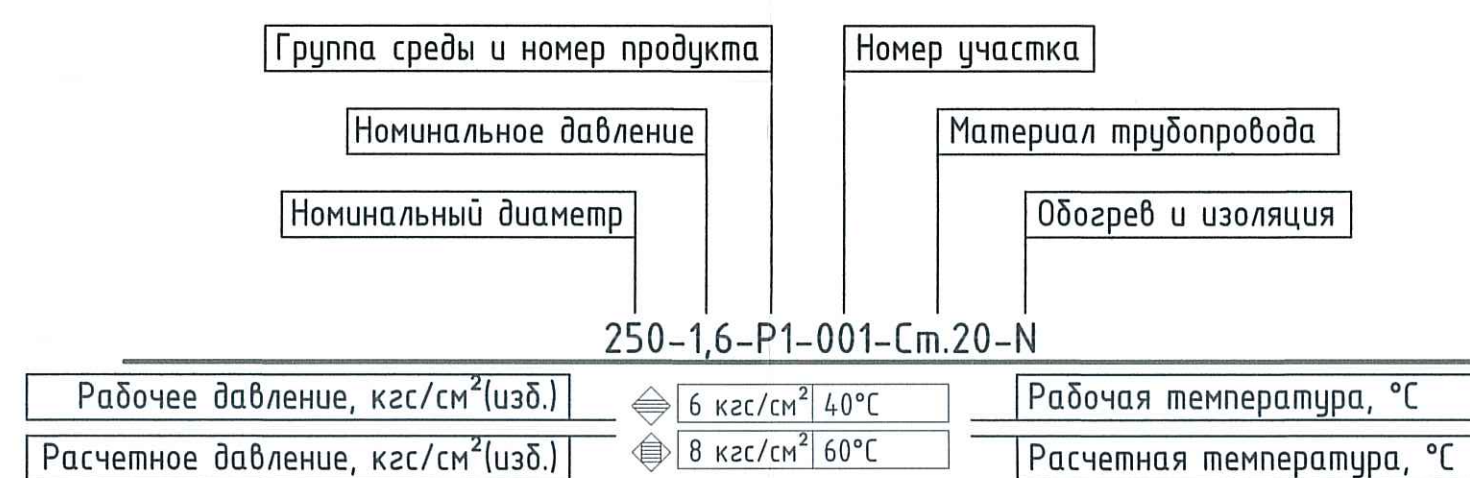 Группа среды и номер продукта
Номер участка
Номинальное давление
Материал трубопровода
Номинальный диаметр
Обогрев и изоляция
250-1,6-Р1-001-Ст.20-N
Рабочее давление, кгс/см²(изб.)
6 кгс/см² 40°С
Рабочая температура, °С
Расчетное давление, кгс/см²(изб.)
8 кгс/см² 60°С
Расчетная температура, °С